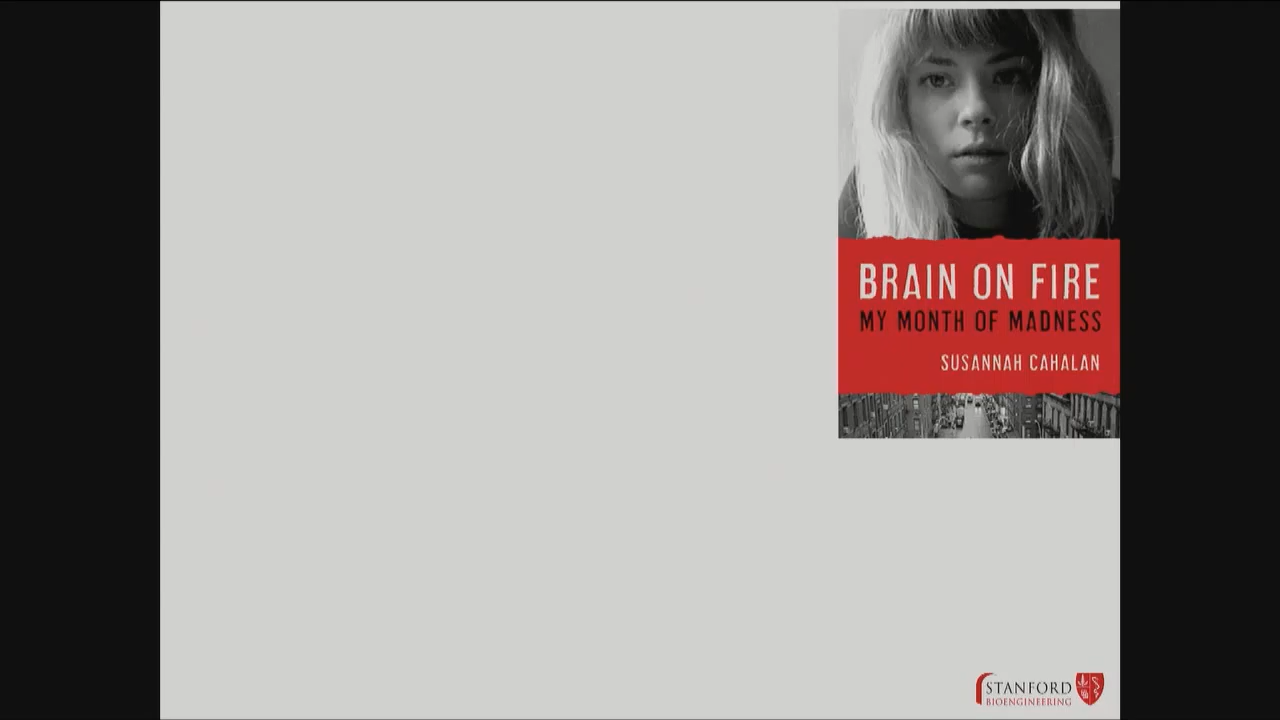 BRAIN ON FIRE
MY MONTH OF MADNESS
SUSANNAH CAHALAN
STANFORD
BIOENGINEERING